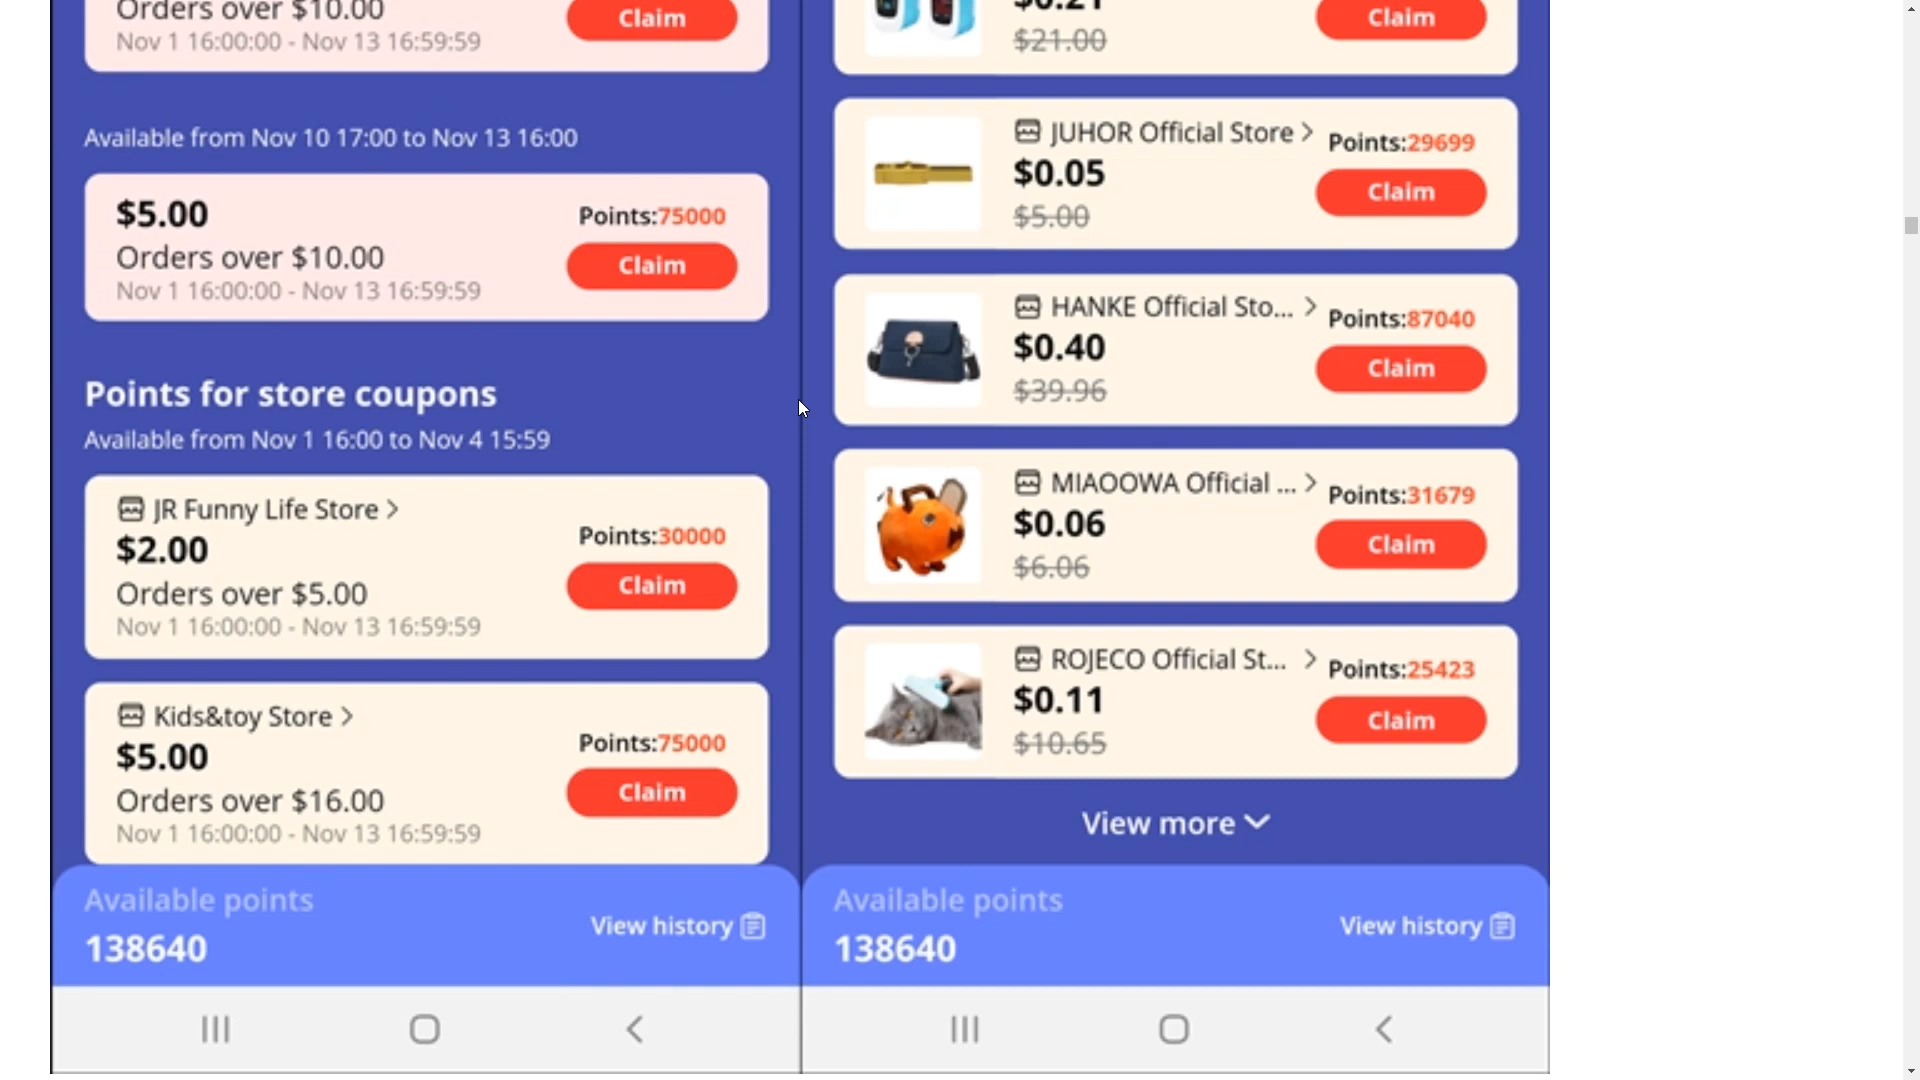 Orders over $10.00
Claim
Nov 1 16:00:00 - Nov 13 16:59:59
Available from Nov 10 17:00 to Nov 13 16:00
$5.00
Points:75000
Orders over $10.00
Claim
Nov 1 16:00:00 - Nov 13 16:59:59
Points for store coupons
Available from Nov 1 16:00 to Nov 4 15:59
JR Funny Life Store >
$2.00
Points:30000
Orders over $5.00
Claim
Nov 1 16:00:00 - Nov 13 16:59:59
Kids&toy Store >
$5.00
Points:75000
Orders over $16.00
Claim
Nov 1 16:00:00 - Nov 13 16:59:59
Available points
138640
View history
$0.21
Claim
$21.00
JUHOR Official Store >
Points:29699
$0.05
Claim
$5.00
HANKE Official Sto... >
Points:87040
$0.40
Claim
$39.96
MIAOOWA Official ... >
Points:31679
$0.06
Claim
$6.06
ROJECO Official St... >
Points:25423
$0.11
Claim
$10.65
View more
Available points
138640
View history